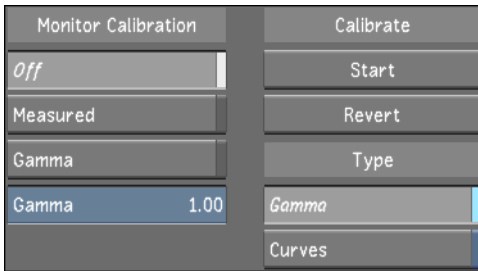 Monitor Calibration
Off
Measured
Gamma
Gamma 1.00
Calibrate
Start
Revert
Type
Gamma
Curves